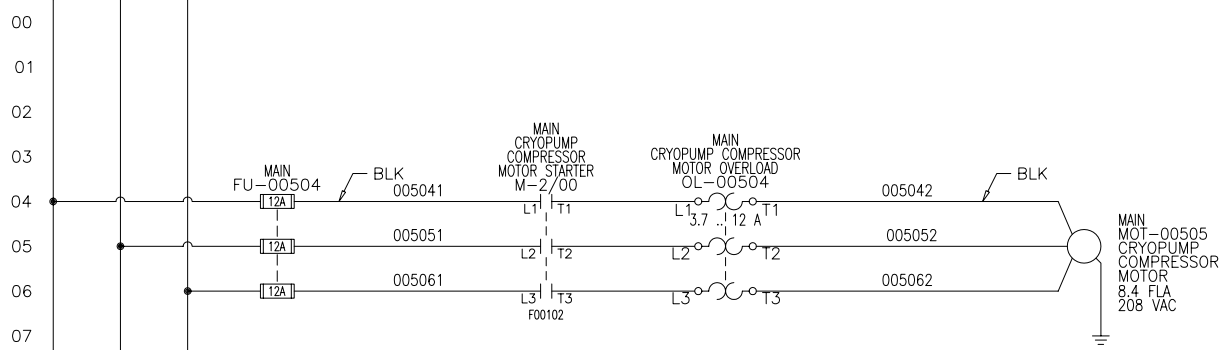 00
01
02
03
04
05
06
07
MAIN
FU-00504
12A
12A
12A
BLK
005041
005051
005061
MAIN
CRYOPUMP
COMPRESSOR
MOTOR STARTER
L1 T1
L2 T2
L3 T3
F00102
MAIN
CRYOPUMP COMPRESSOR
MOTOR OVERLOAD
OL-00504
L1 T1
3.7 .. 12 A
L2 T2
L3 T3
005042
005052
005062
BLK
MAIN
MOT-00505
CRYOPUMP
COMPRESSOR
MOTOR
8.4 FLA
208 VAC